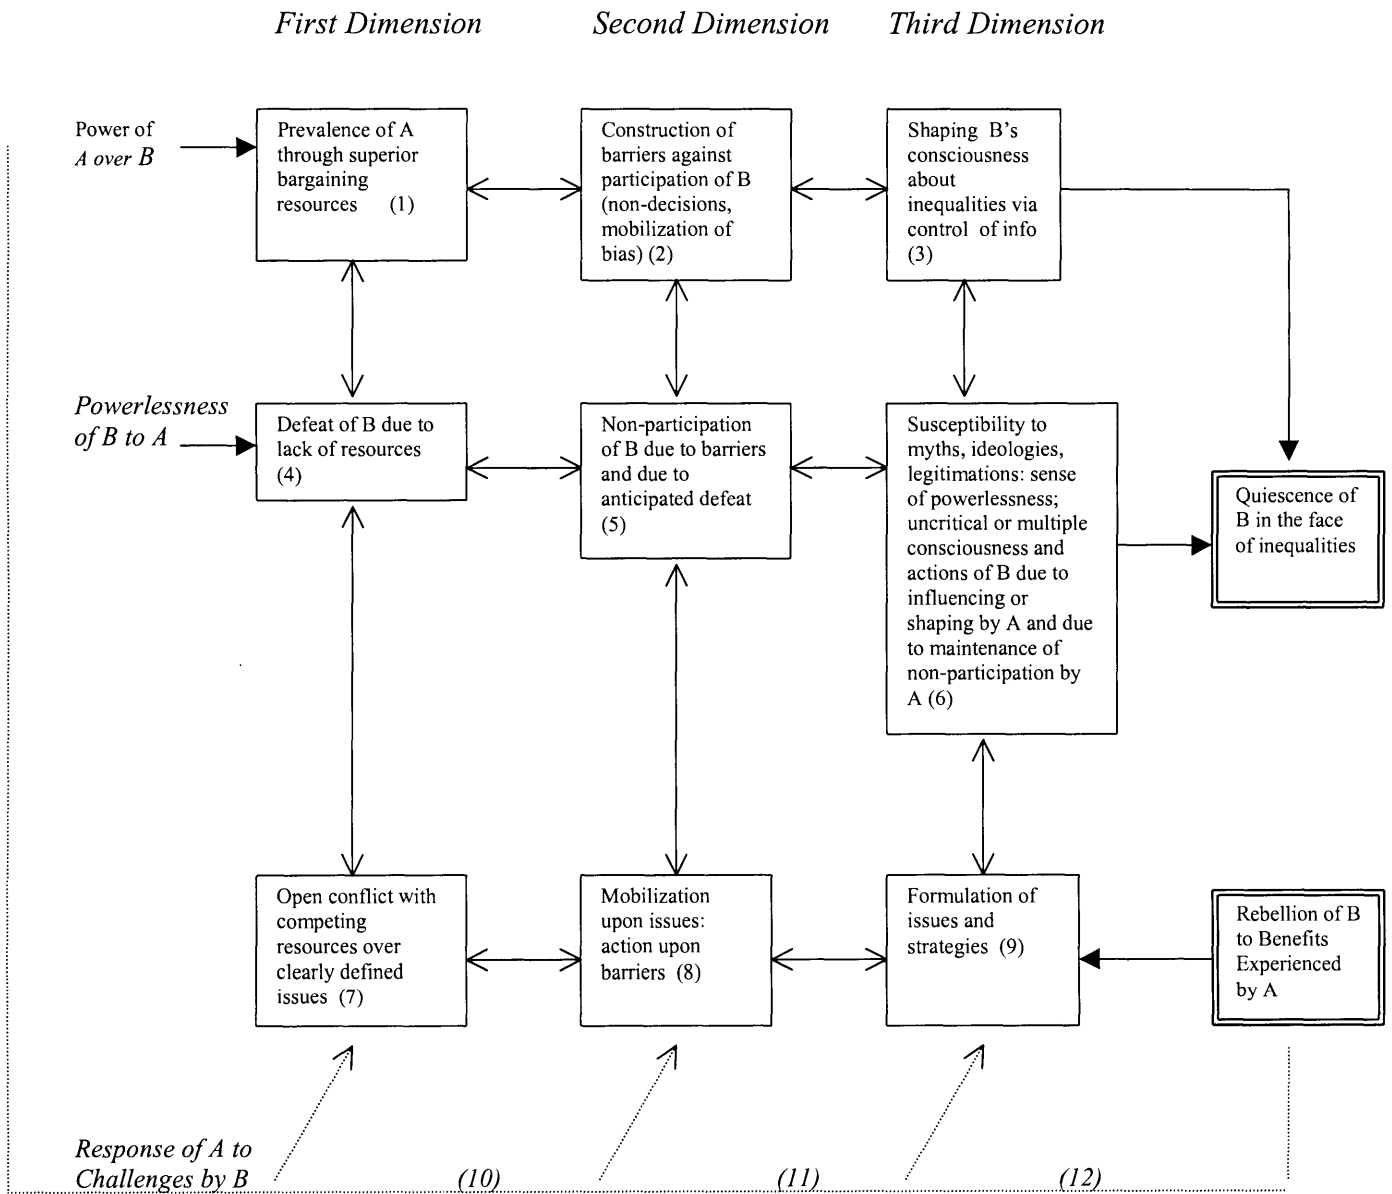 First Dimension
Second Dimension
Third Dimension
Power of
A over B
Prevalence of A
through superior
bargaining
resources (1)
Construction of
barriers against
participation of B
(non-decisions,
mobilization of
bias) (2)
Shaping B's
consciousness
about
inequalities via
control of info
(3)
Powerlessness
of B to A
Defeat of B due to
lack of resources
(4)
Non-participation
of B due to barriers
and due to
anticipated defeat
(5)
Susceptibility to
myths, ideologies,
legitimations: sense
of powerlessness;
uncritical or multiple
consciousness and
actions of B due to
influencing or
shaping by A and due
to maintenance of
non-participation by
A (6)
Quiescence of
B in the face
of inequalities
Open conflict with
competing
resources over
clearly defined
issues (7)
Mobilization
upon issues:
action upon
barriers (8)
Formulation of
issues and
strategies (9)
Rebellion of B
to Benefits
Experienced
by A
Response of A to
Challenges by B
(10)
(11)
(12)